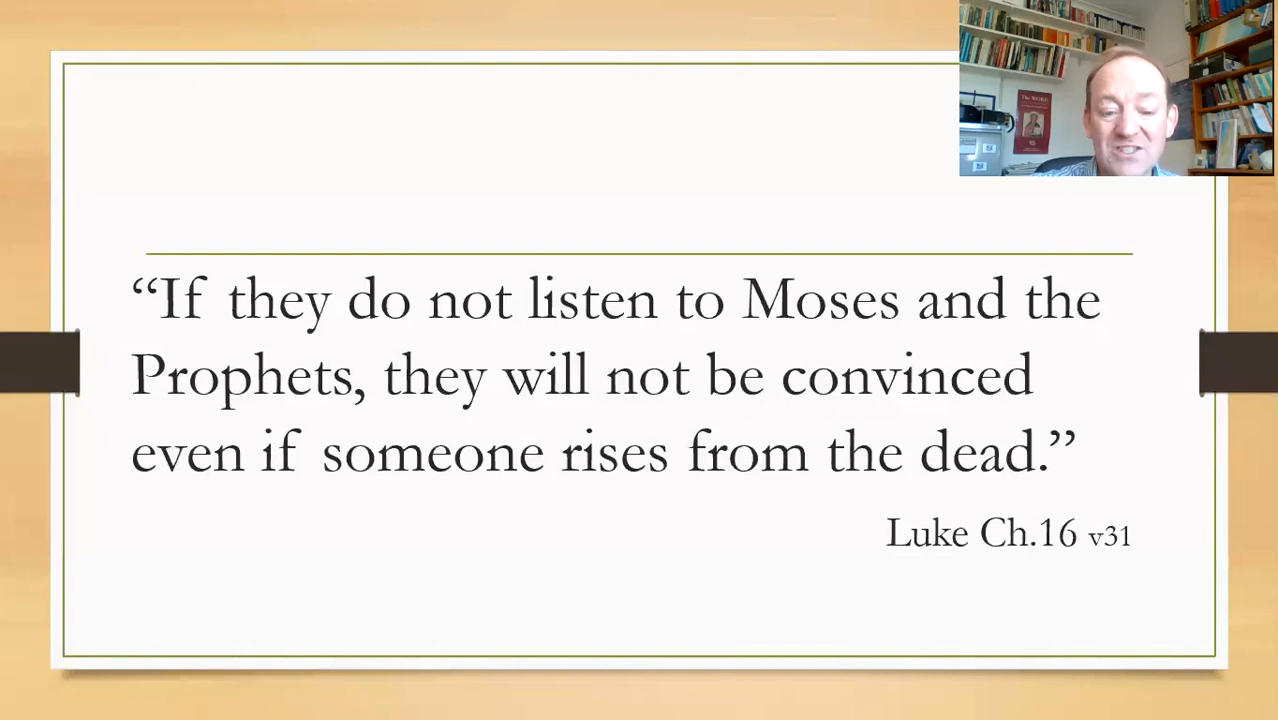 “If they do not listen to Moses and the
Prophets, they will not be convinced
even if someone rises from the dead.”
Luke Ch.16 v31